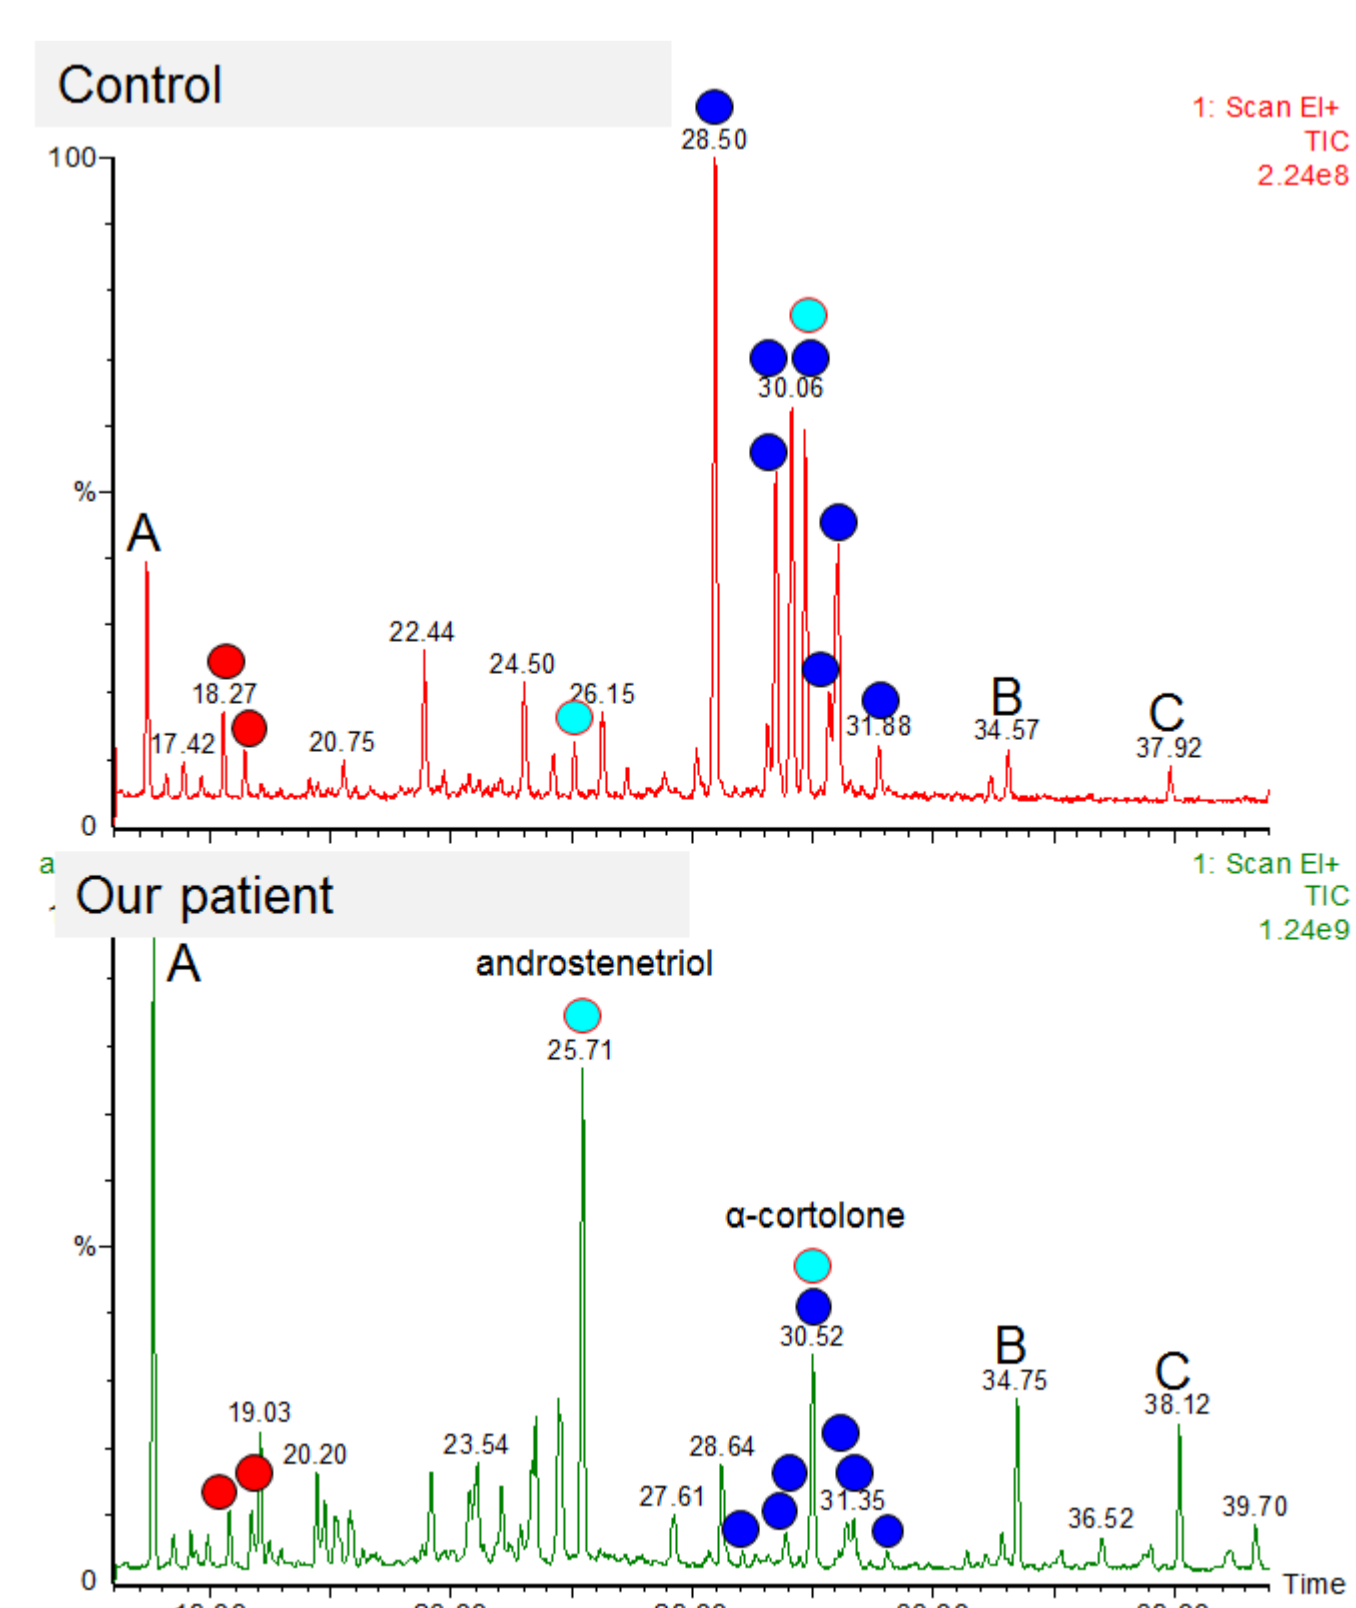 Control
1: Scan EI+
TIC
2.24e8
28.50
100
30.06
%
A
22.44
24.50
18.27
26.15
17.42
20.75
31.88
B
34.57
C
37.92
0
a
Our patient
1: Scan EI+
TIC
1.24e9
A
androstenetriol
25.71
%
α-cortolone
30.52
B
34.75
C
38.12
19.03
20.20
23.54
28.64
27.61
31.35
36.52
39.70
0
Time